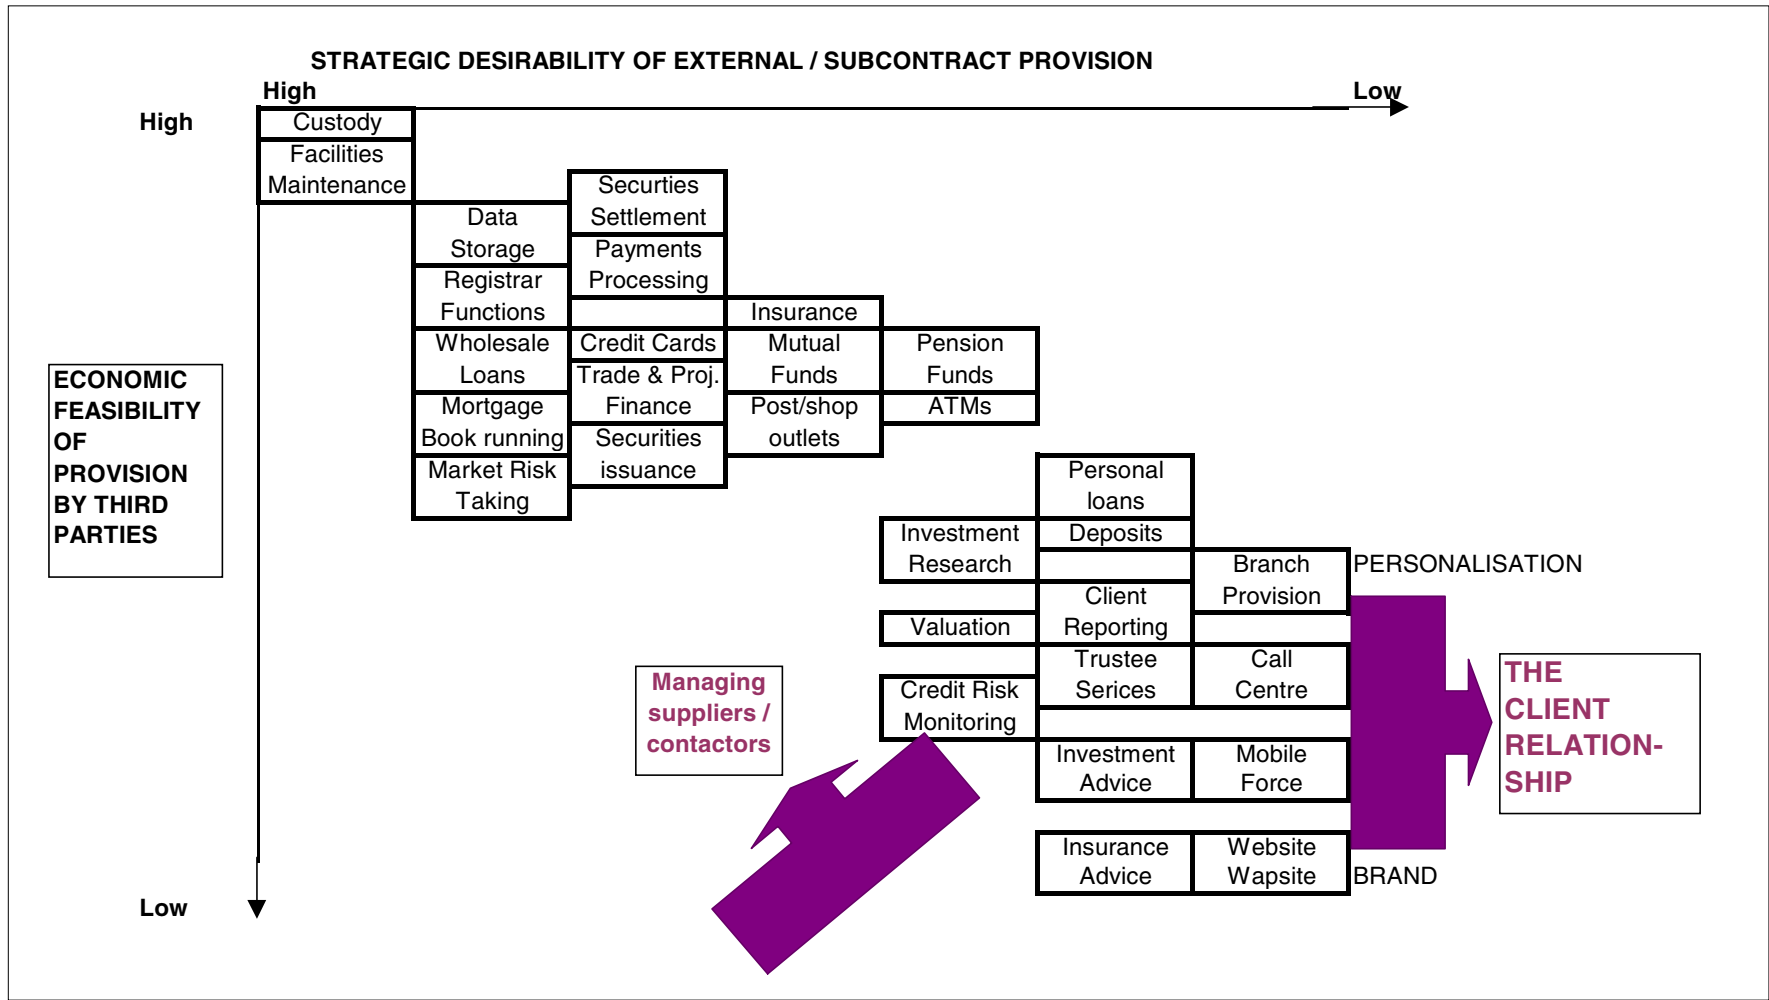 STRATEGIC DESIRABILITY OF EXTERNAL / SUBCONTRACT PROVISION
High
Low
High
Custody
Facilities
Maintenance
Data
Storage
Registrar
Functions
Wholesale
Loans
Mortgage
Book running
Market Risk
Taking
Securties
Settlement
Payments
Processing
Credit Cards
Trade & Proj.
Finance
Securities
issuance
Insurance
Mutual
Funds
Post/shop
outlets
Pension
Funds
ATMs
ECONOMIC
FEASIBILITY
OF
PROVISION
BY THIRD
PARTIES
Investment
Research
Valuation
Credit Risk
Monitoring
Personal
loans
Deposits
Client
Reporting
Trustee
Serices
Investment
Advice
Insurance
Advice
Branch
Provision
Call
Centre
Mobile
Force
Website
Wapsite
PERSONALISATION
BRAND
Managing
suppliers /
contactors
THE
CLIENT
RELATION-
SHIP
Low